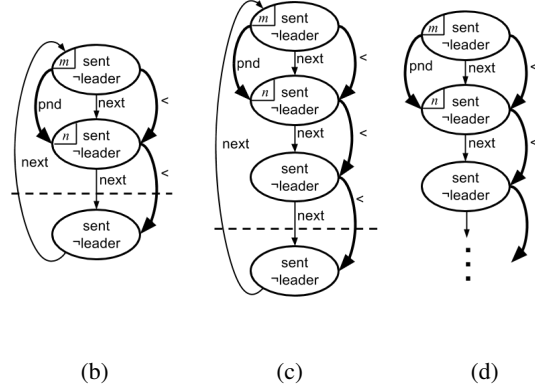 m sent
¬leader
pnd
next
<
n sent
¬leader
next
next
<
sent
¬leader
(b)
m sent
¬leader
pnd
next
<
n sent
¬leader
next
next
<
sent
¬leader
next
<
sent
¬leader
(c)
m sent
¬leader
pnd
next
<
n sent
¬leader
next
<
sent
¬leader
(d)